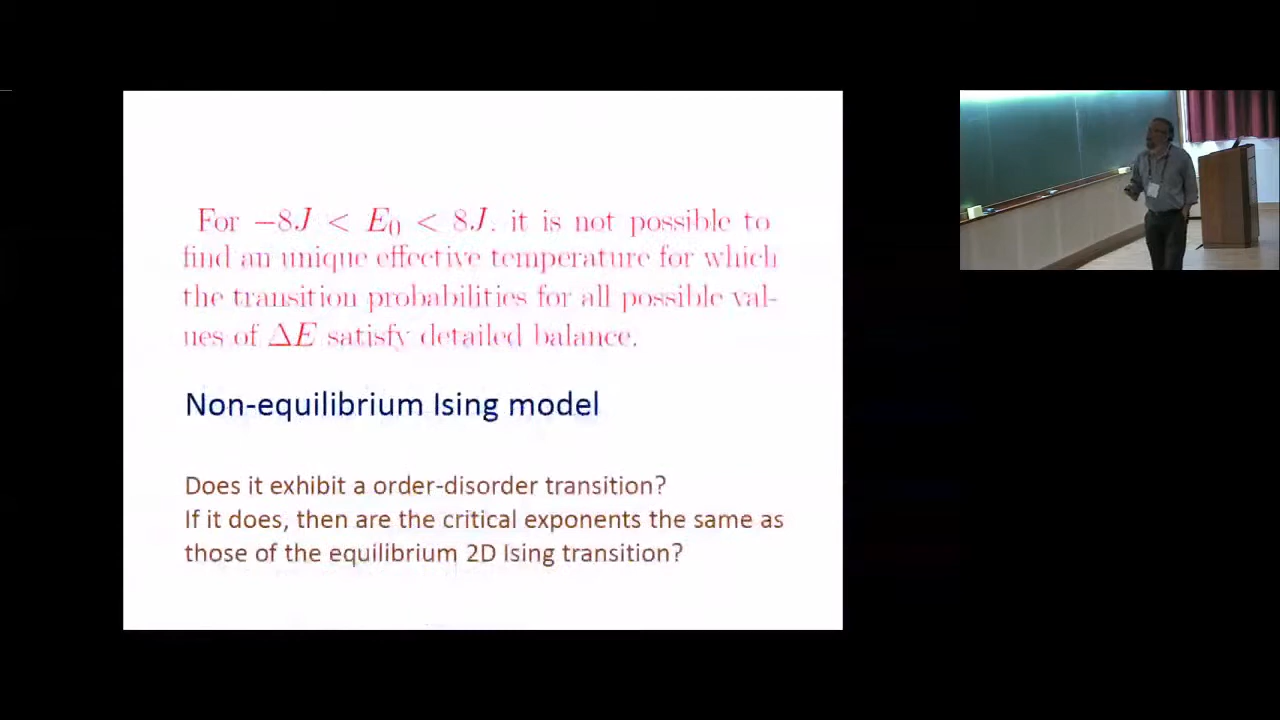 For −8J < E₀ < 8J. it is not possible to
find an unique effective temperature for which
the transition probabilities for all possible val-
ues of ΔE satisfy detailed balance.
Non-equilibrium Ising model
Does it exhibit a order-disorder transition?
If it does, then are the critical exponents the same as
those of the equilibrium 2D Ising transition?